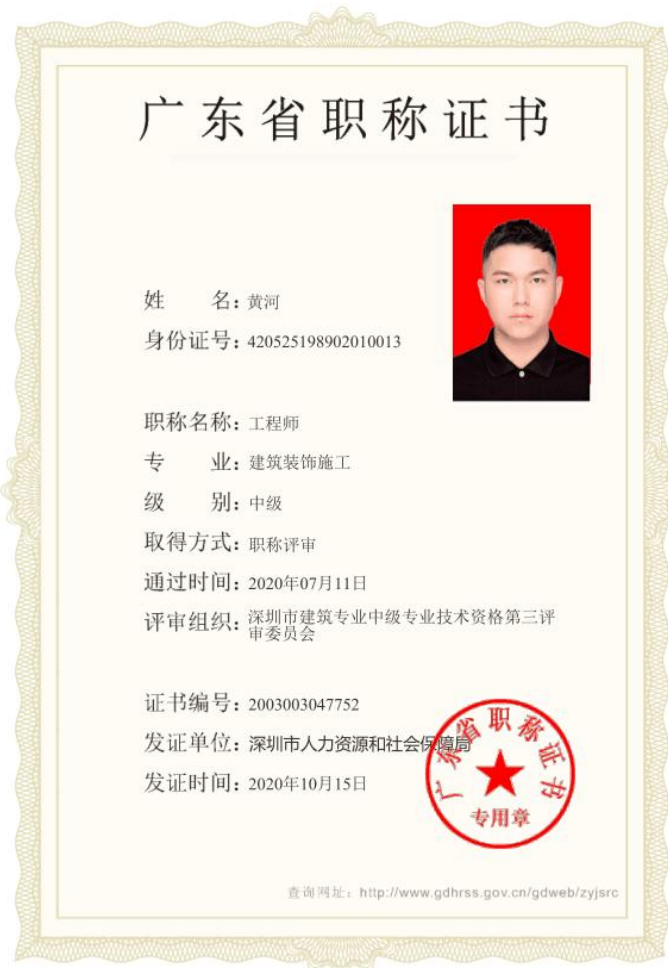 广东省职称证书
姓 名：黄河
身份证号：420525198902010013
职称名称：工程师
专 业：建筑装饰施工
级 别：中级
取得方式：职称评审
通过时间：2020年07月11日
评审组织：深圳市建筑专业中级专业技术资格第三评
审委员会
证书编号：2003003047752
发证单位：深圳市人力资源和社会保障局
发证时间：2020年10月15日
广东省职称证书
专用章
查询网址：http://www.gdhrss.gov.cn/gdweb/zyjsrc